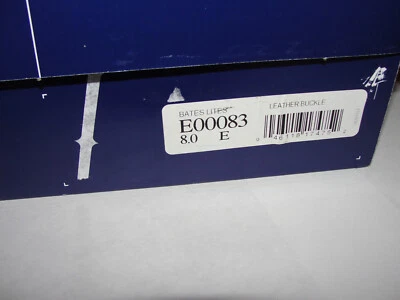 BATES LITES LEATHER BUCKLE
E00083
8.0 E